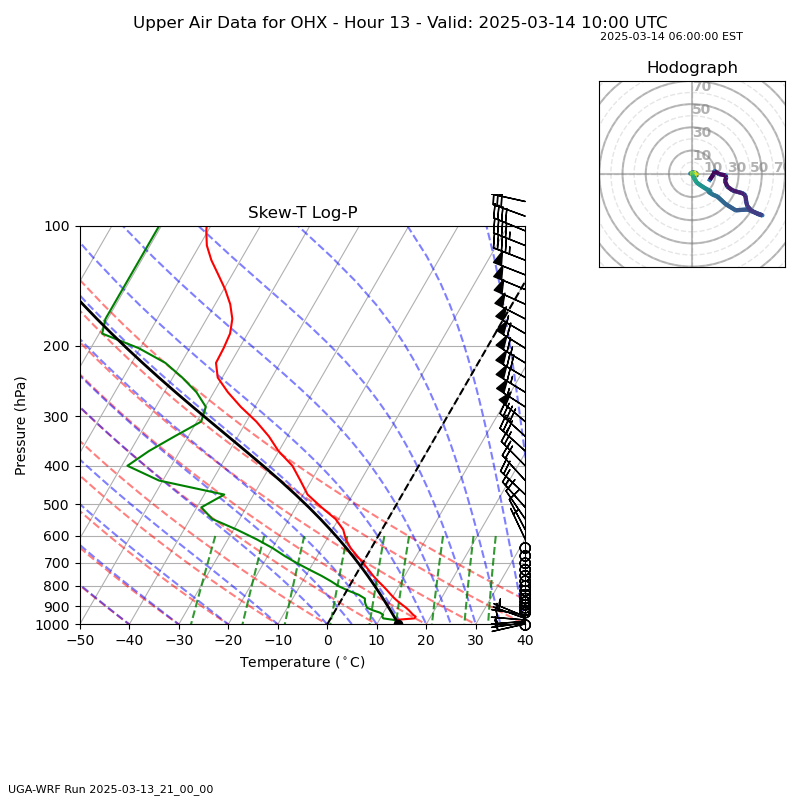 Upper Air Data for OHX - Hour 13 - Valid: 2025-03-14 10:00 UTC
2025-03-14 06:00:00 EST
Hodograph
70
50
30
10
10 30 50 7
Skew-T Log-P
100
200
300
400
500
600
700
800
900
1000
Pressure (hPa)
−50 −40 −30 −20 −10 0 10 20 30 40
Temperature (°C)
UGA-WRF Run 2025-03-13_21_00_00